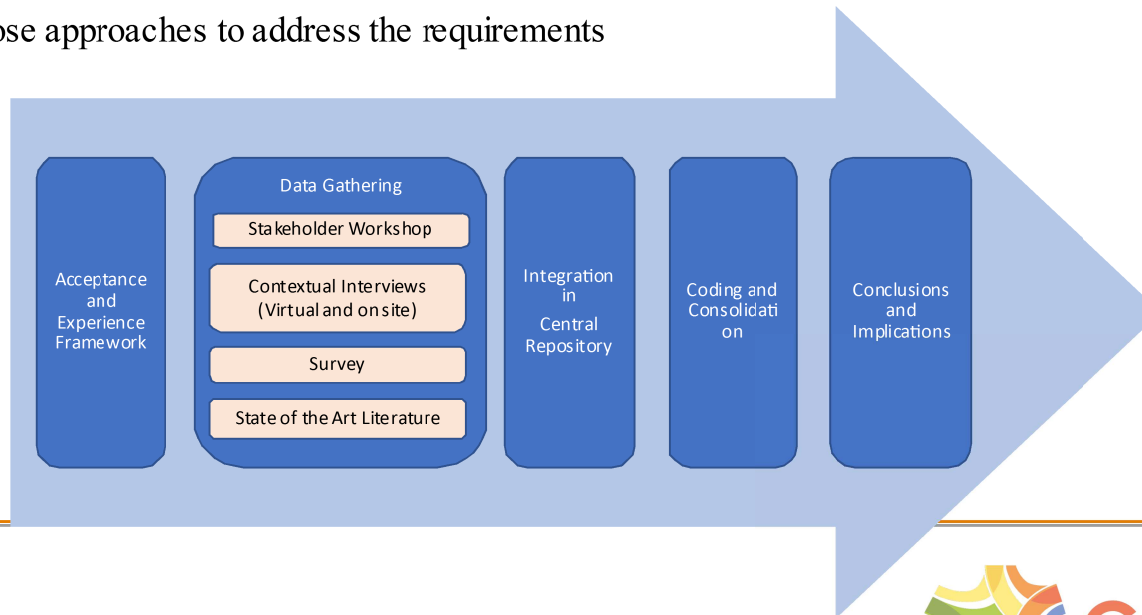 ose approaches to address the requirements
Acceptance
and
Experience
Framework
Data Gathering
Stakeholder Workshop
Contextual Interviews
(Virtual and on site)
Survey
State of the Art Literature
Integration
in
Central
Repository
Coding and
Consolidati
on
Conclusions
and
Implications